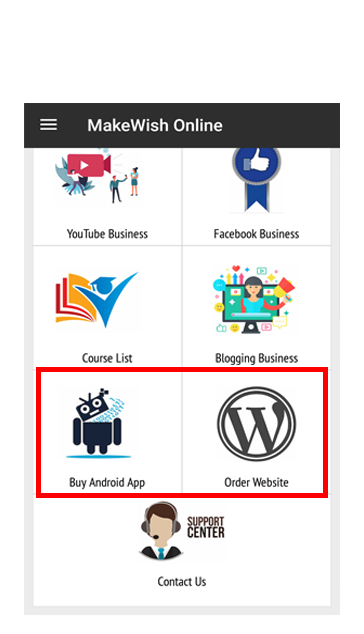 MakeWish Online
YouTube Business
Facebook Business
Course List
Blogging Business
Buy Android App
Order Website
SUPPORT
CENTER
Contact Us